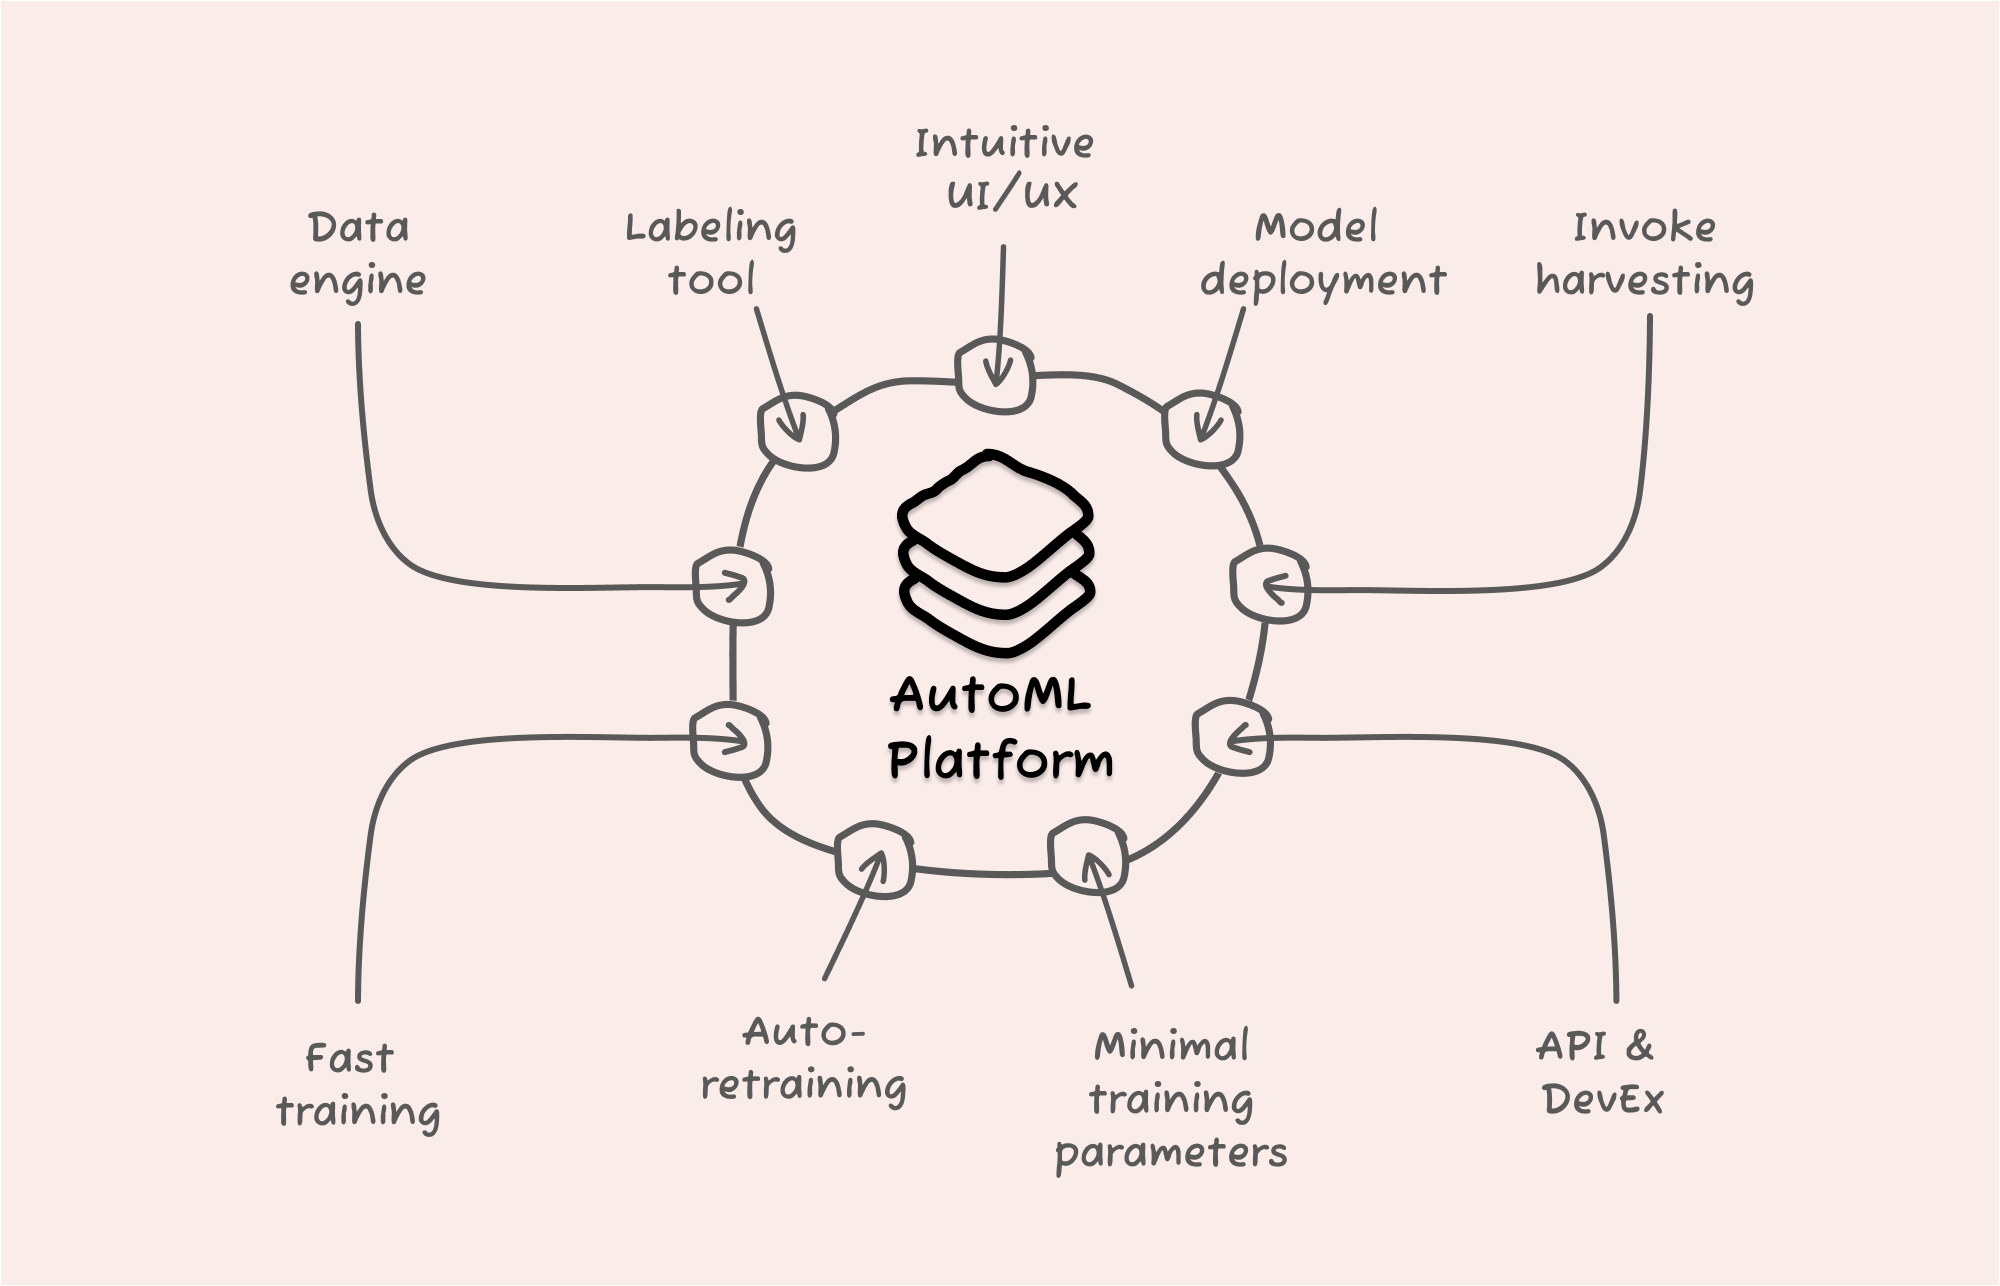 Intuitive
UI/UX
Data
engine
Labeling
tool
Model
deployment
Invoke
harvesting
AutoML
Platform
Fast
training
Auto-
retraining
Minimal
training
parameters
API &
DevEx